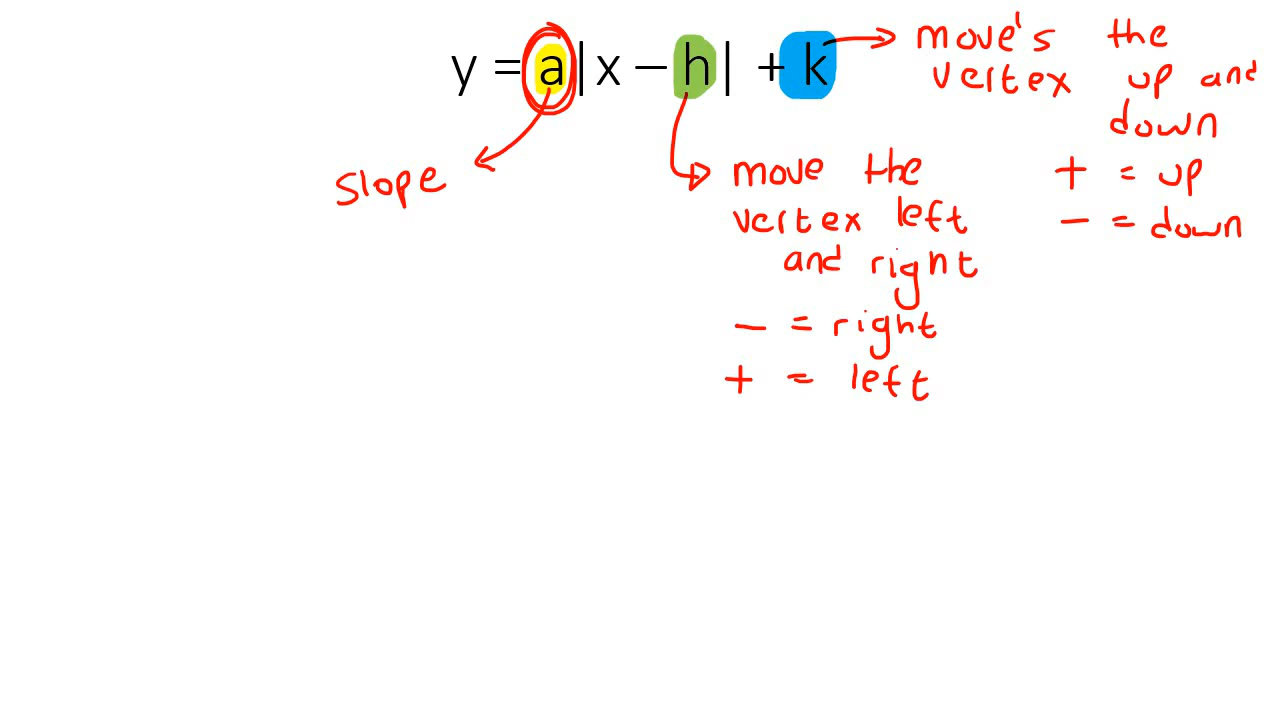 y = a|x – h| + k
move's the
vertex up and
down
+ = up
– = down
slope
move the
vertex left
and right
– = right
+ = left